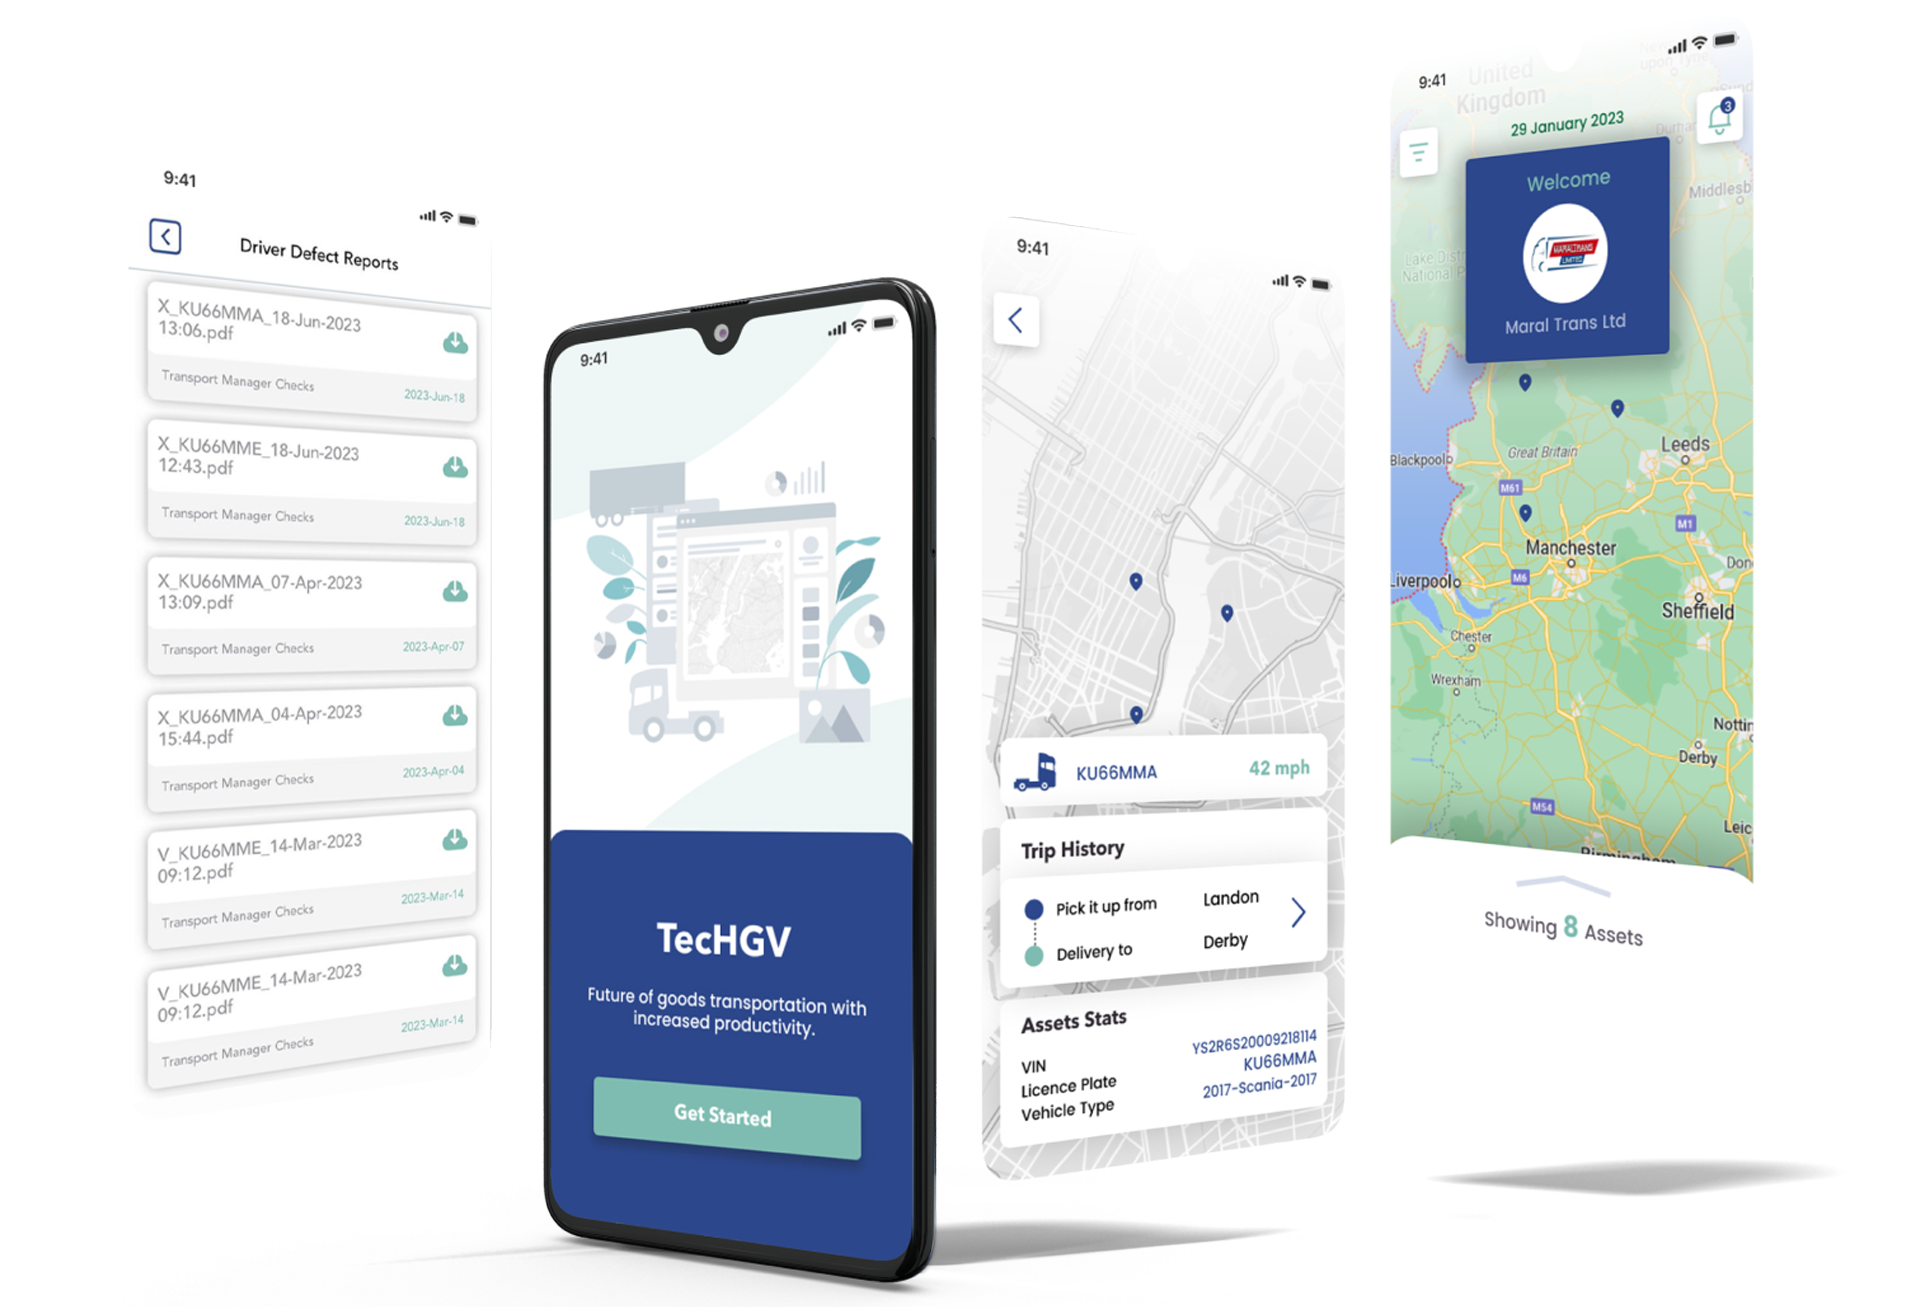 9:41
Driver Defect Reports
X_KU66MMA_18-Jun-2023
13:06.pdf
Transport Manager Checks
2023-Jun-18
X_KU66MME_18-Jun-2023
12:43.pdf
Transport Manager Checks
2023-Jun-18
X_KU66MMA_07-Apr-2023
13:09.pdf
Transport Manager Checks
2023-Apr-07
X_KU66MMA_04-Apr-2023
15:44.pdf
Transport Manager Checks
2023-Apr-04
V_KU66MME_14-Mar-2023
09:12.pdf
Transport Manager Checks
2023-Mar-14
V_KU66MME_14-Mar-2023
09:12.pdf
Transport Manager Checks
2023-Mar-14
9:41
TecHGV
Future of goods transportation with
increased productivity.
Get Started
9:41
KU66MMA
42 mph
Trip History
Pick it up from
Landon
Delivery to
Derby
Assets Stats
VIN
YS2R6S20009218114
Licence Plate
KU66MMA
Vehicle Type
2017-Scania-2017
9:41
United
Kingdom
upon Tyne
29 January 2023
3
Welcome
MARALTRANS
LIMITED
Maral Trans Ltd
Middlesb
Lake Distr
National P
Leeds
Great Britain
Blackpool
M61
M1
Manchester
Don
Liverpool
M6
Sheffield
Chester
Wrexham
Nottin
Derby
M54
Leic
Birmingham
Showing 8 Assets